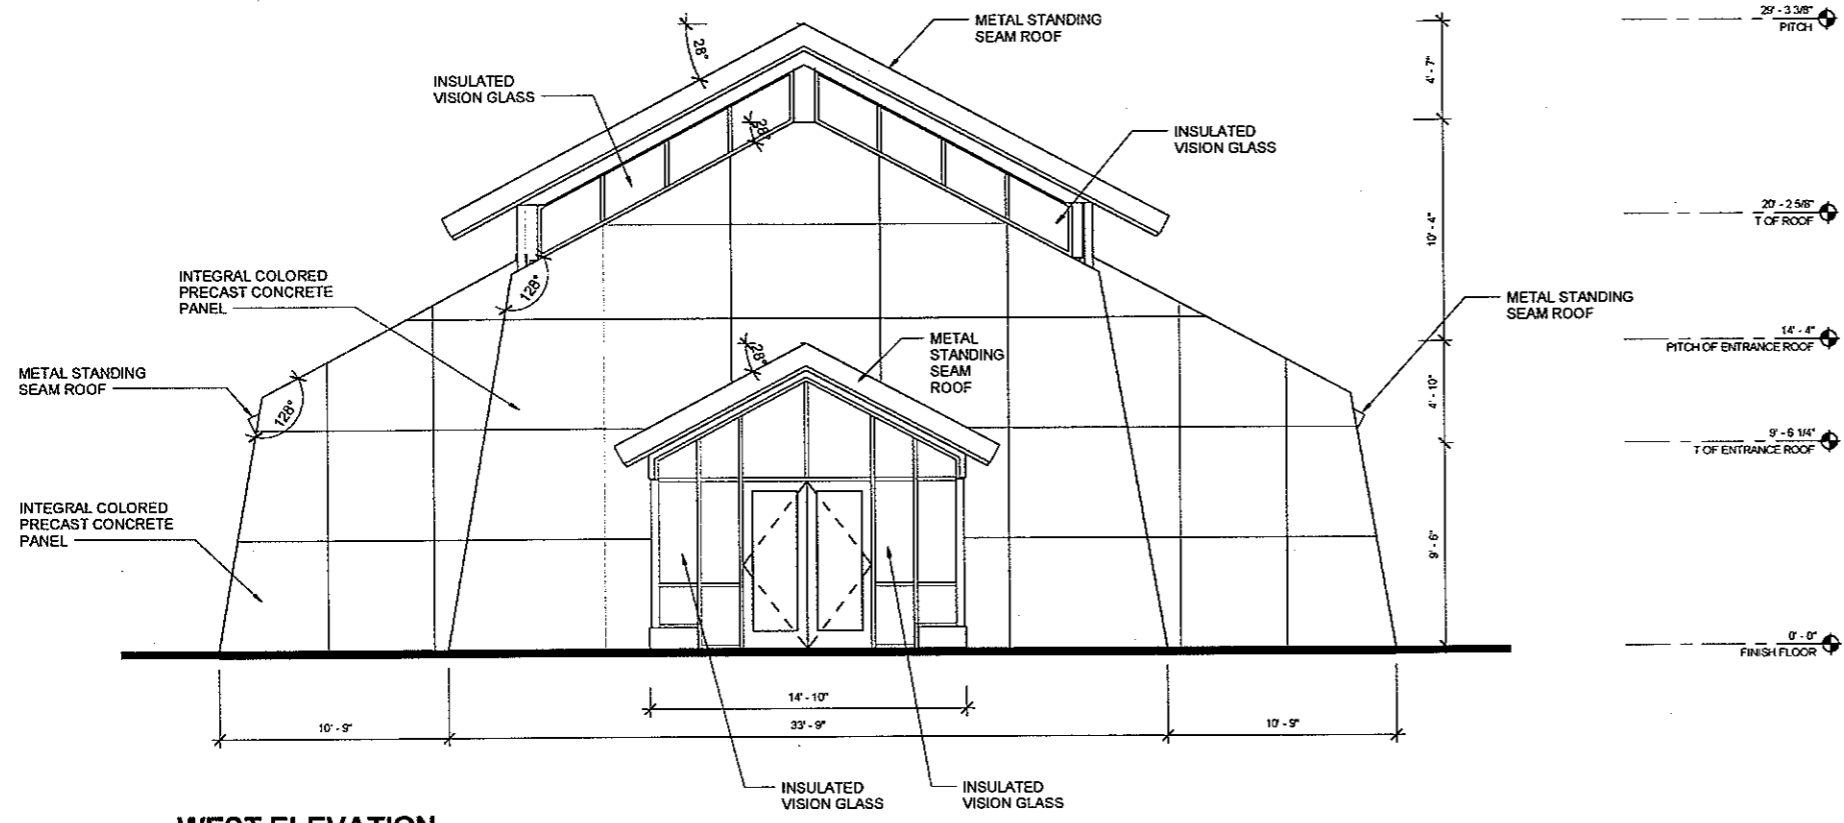 METAL STANDING
SEAM ROOF
29' - 3 3/8"
PITCH
28°
4' - 7"
INSULATED
VISION GLASS
28°
INSULATED
VISION GLASS
20' - 2 5/8"
T OF ROOF
10' - 4"
INTEGRAL COLORED
PRECAST CONCRETE
PANEL
128°
METAL STANDING
SEAM ROOF
14' - 4"
PITCH OF ENTRANCE ROOF
28°
METAL
STANDING
SEAM
ROOF
METAL STANDING
SEAM ROOF
128°
4' - 10"
9' - 6 1/4"
T OF ENTRANCE ROOF
INTEGRAL COLORED
PRECAST CONCRETE
PANEL
9' - 6"
0' - 0"
FINISH FLOOR
14' - 10"
10' - 9"
33' - 9"
10' - 9"
INSULATED
VISION GLASS
INSULATED
VISION GLASS
WEST ELEVATION